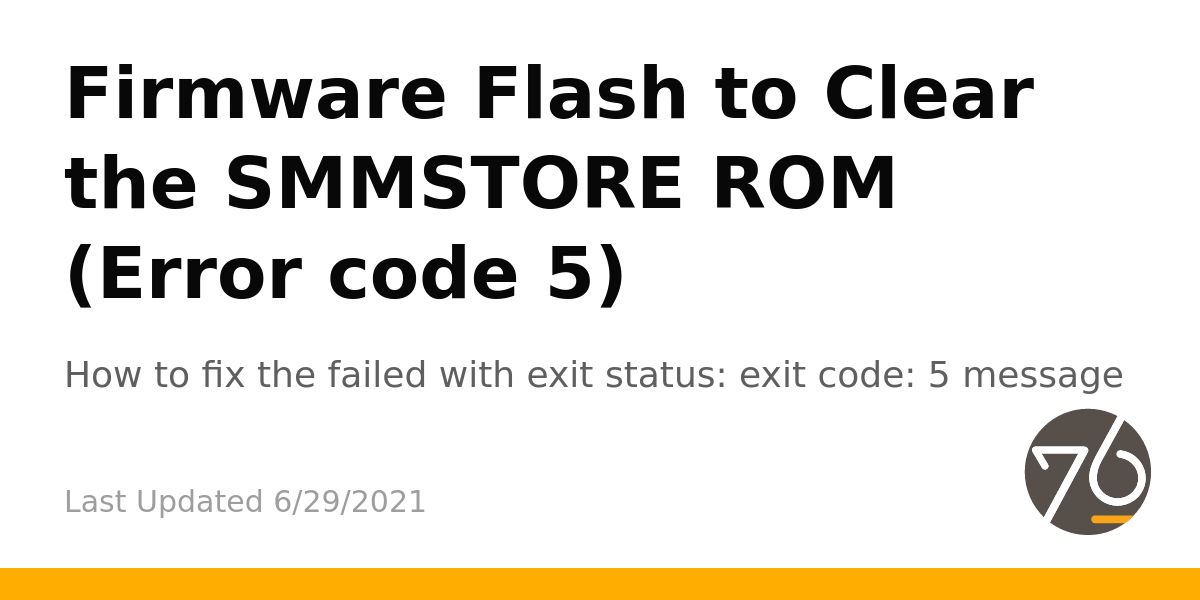 Firmware Flash to Clear
the SMMSTORE ROM
(Error code 5)
How to fix the failed with exit status: exit code: 5 message
76
Last Updated 6/29/2021